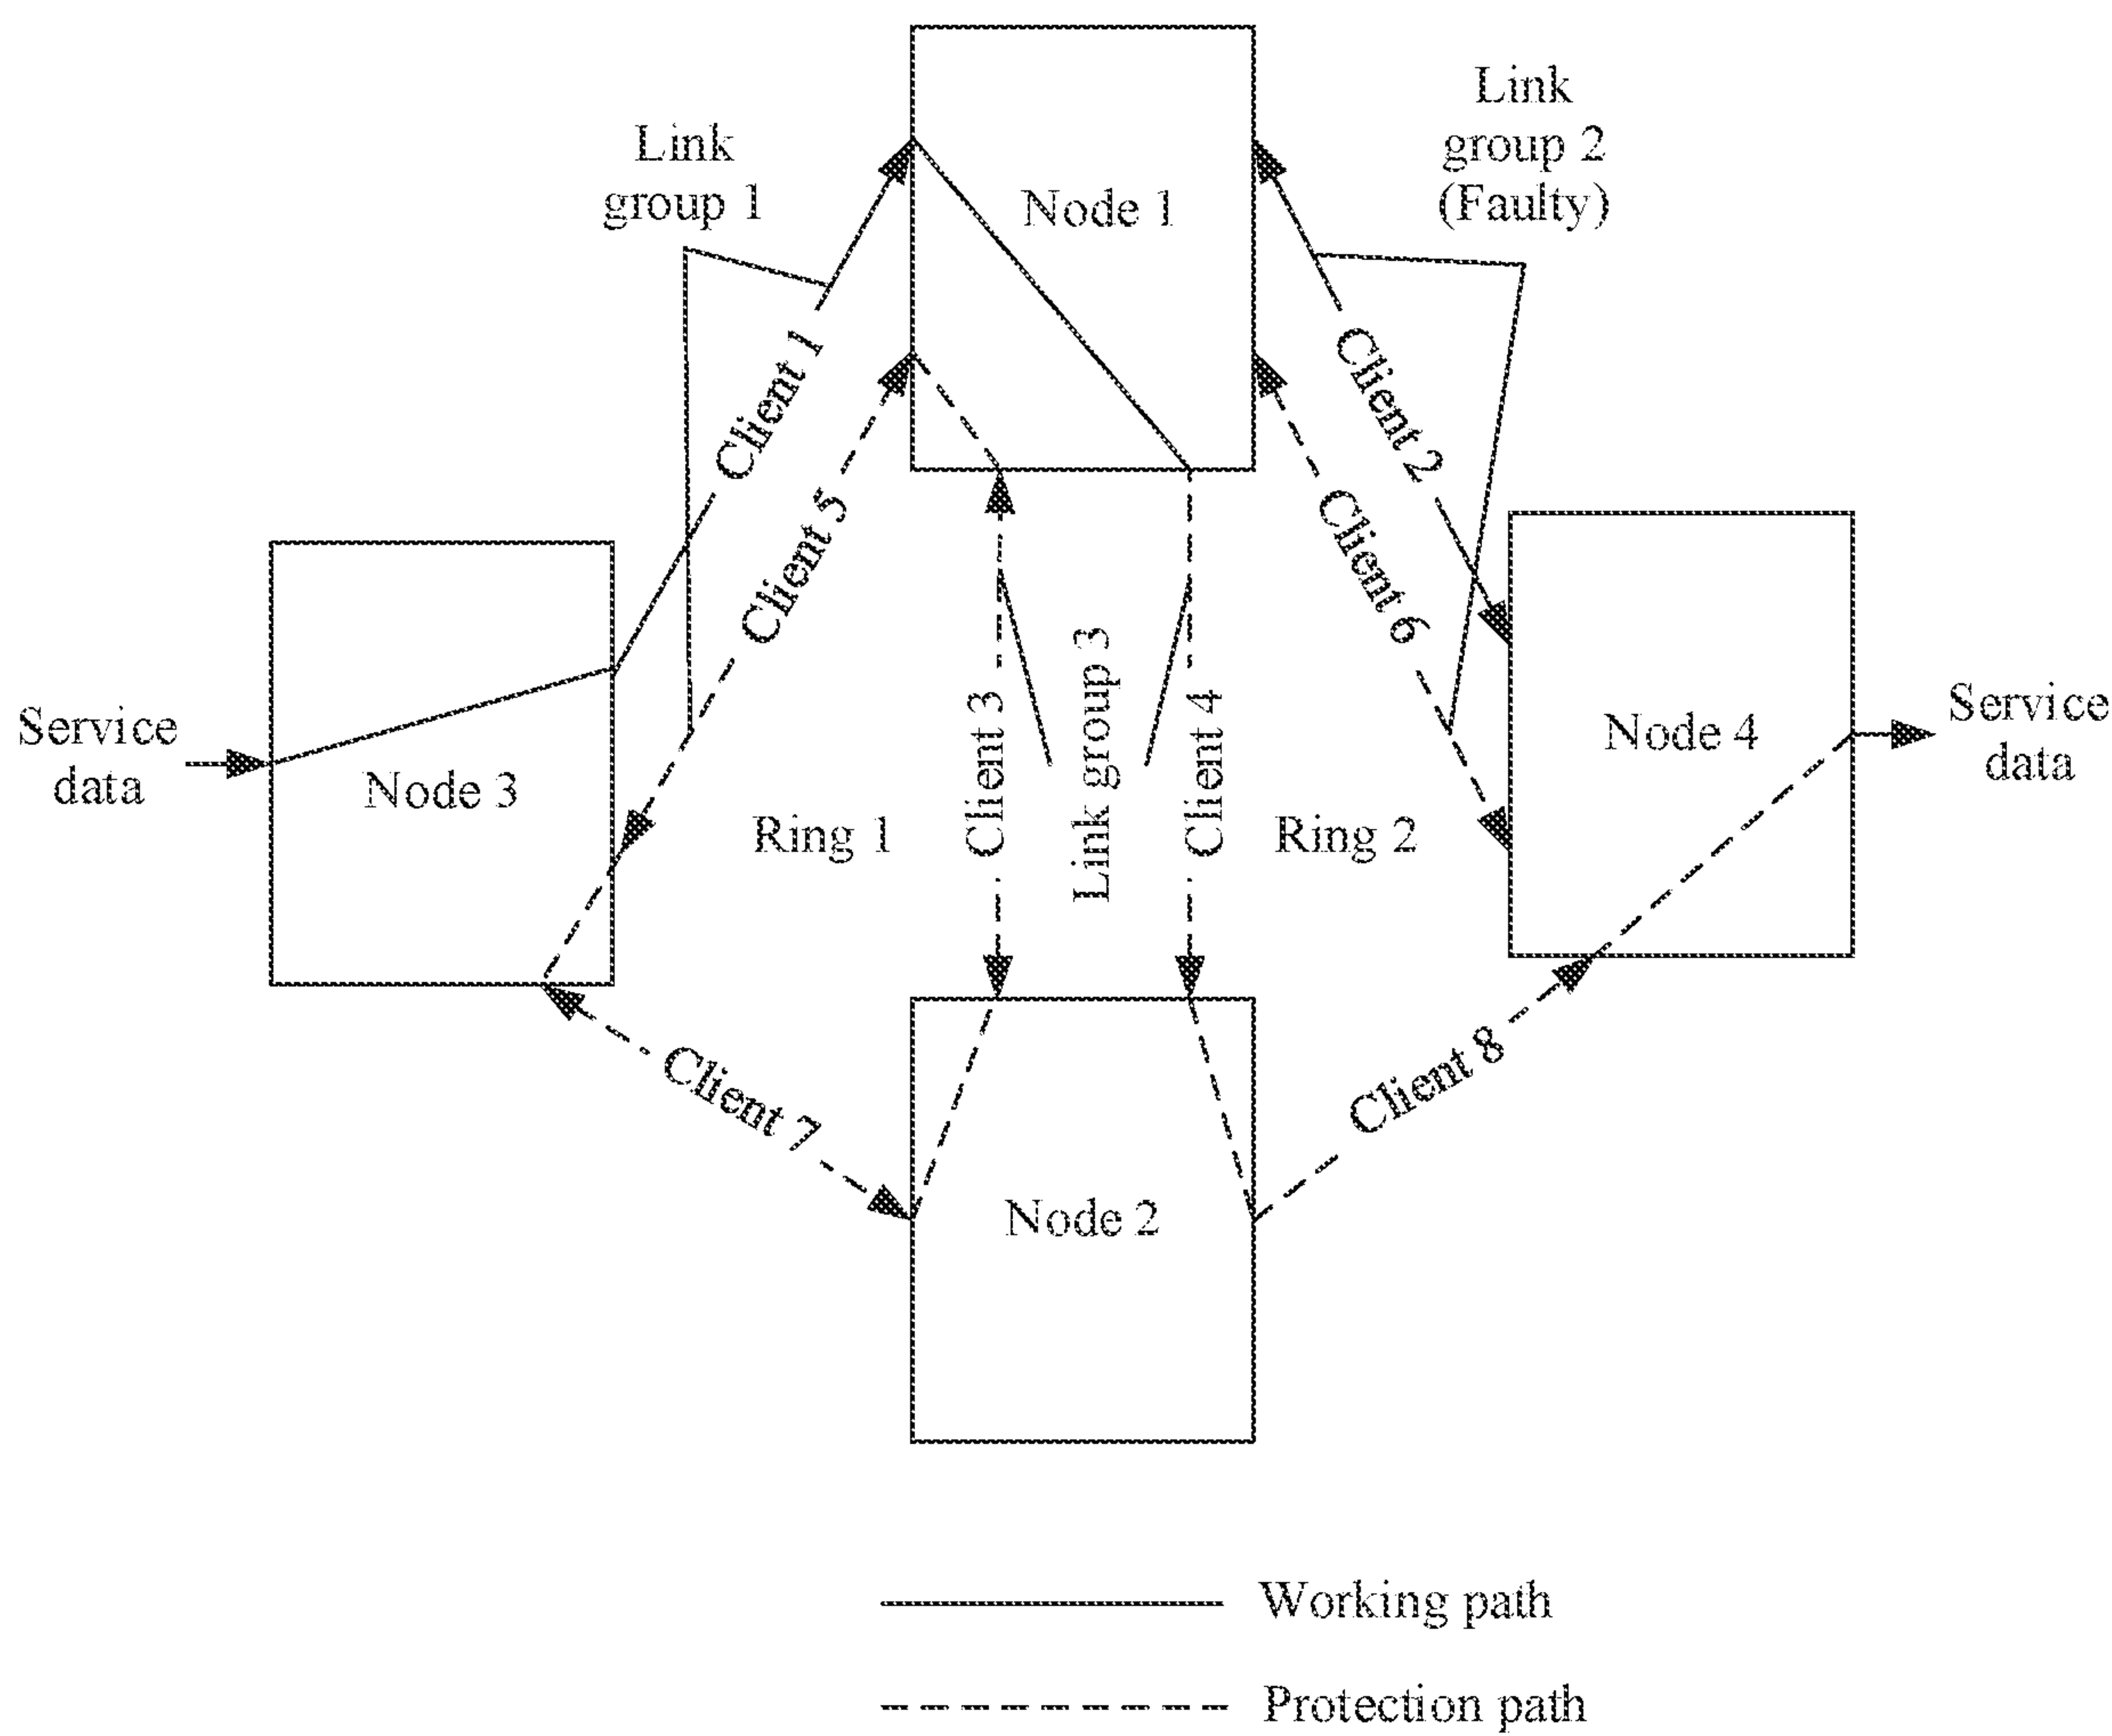 Link
group 1
Node 1
Link
group 2
(Faulty)
Client 1
Client 5
Client 2
Client 6
Service
data
Node 3
Ring 1
Client 3
Link group 3
Client 4
Ring 2
Node 4
Service
data
Client 7
Node 2
Client 8
Working path
Protection path